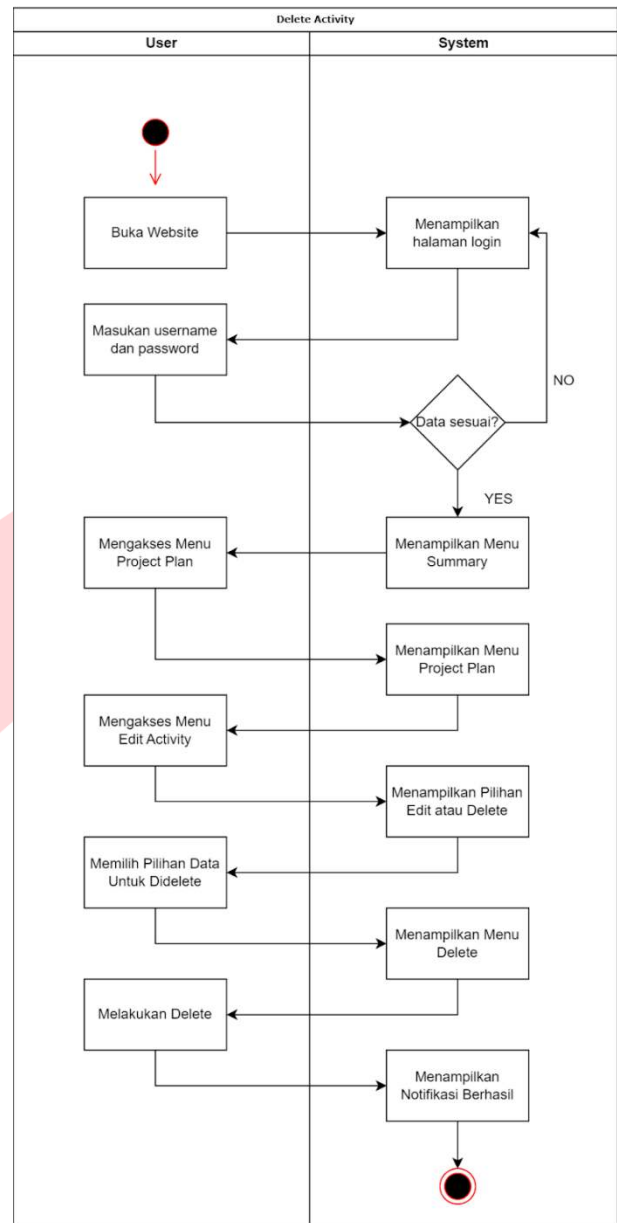 Delete Activity
User
System
Buka Website
Menampilkan
halaman login
Masukan username
dan password
NO
Data sesuai?
YES
Mengakses Menu
Project Plan
Menampilkan Menu
Summary
Menampilkan Menu
Project Plan
Mengakses Menu
Edit Activity
Menampilkan Pilihan
Edit atau Delete
Memilih Pilihan Data
Untuk Didelete
Menampilkan Menu
Delete
Melakukan Delete
Menampilkan
Notifikasi Berhasil